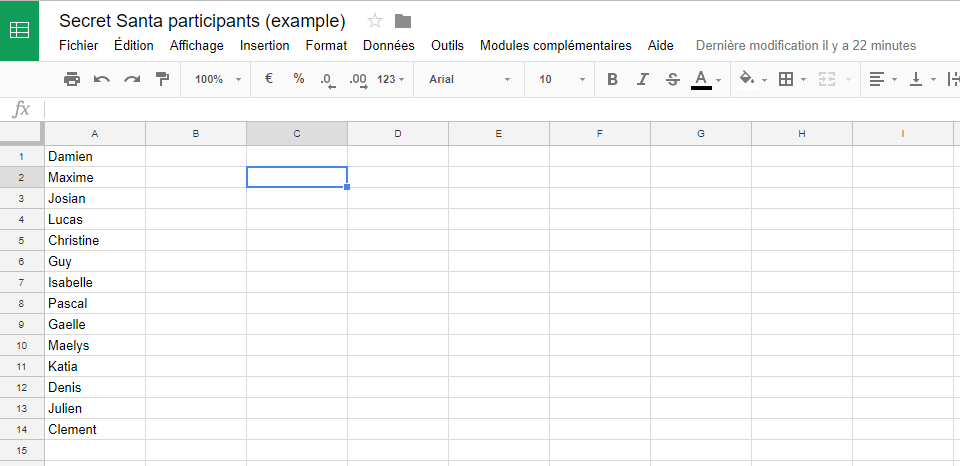 Secret Santa participants (example)
Fichier Édition Affichage Insertion Format Données Outils Modules complémentaires Aide Dernière modification il y a 22 minutes
100% € % .0 .00 123 Arial 10 B I S A
fx
A B C D E F G H I
1 Damien
2 Maxime
3 Josian
4 Lucas
5 Christine
6 Guy
7 Isabelle
8 Pascal
9 Gaelle
10 Maelys
11 Katia
12 Denis
13 Julien
14 Clement
15